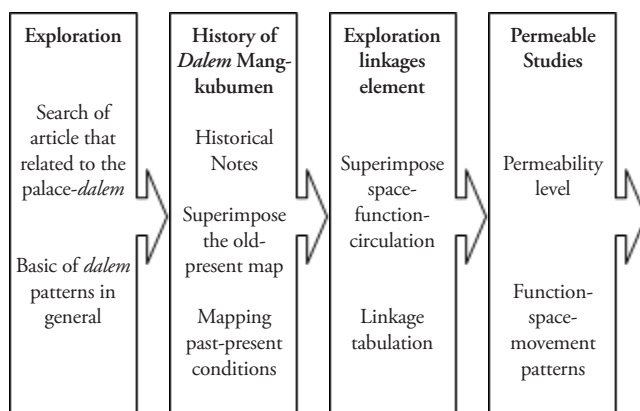 Exploration
Search of
article that
related to the
palace-dalem
Basic of dalem
patterns in
general
History of
Dalem Mang-
kubumen
Historical
Notes
Superimpose
the old-
present map
Mapping
past-present
conditions
Exploration
linkages
element
Superimpose
space-
function-
circulation
Linkage
tabulation
Permeable
Studies
Permeability
level
Function-
space-
movement
patterns